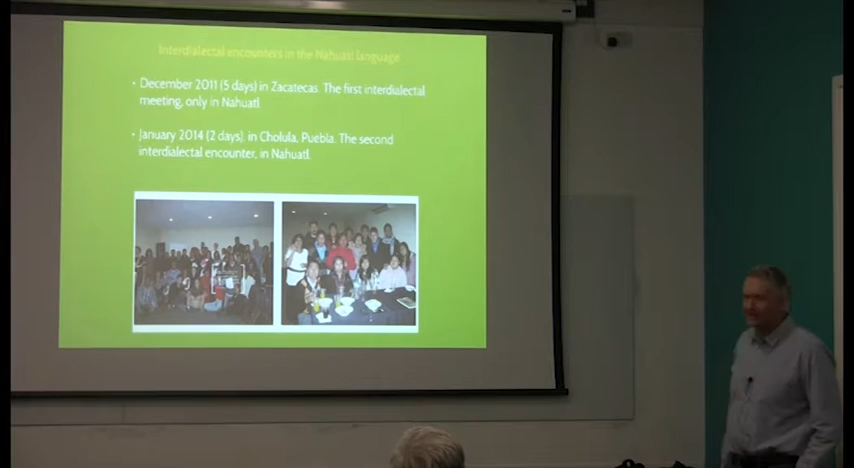 Interdialectal encounters in the Nahuatl language
• December 2011 (5 days) in Zacatecas. The first interdialectal
meeting, only in Nahuatl
• January 2014 (2 days). in Cholula, Puebla. The second
interdialectal encounter, in Nahuatl.